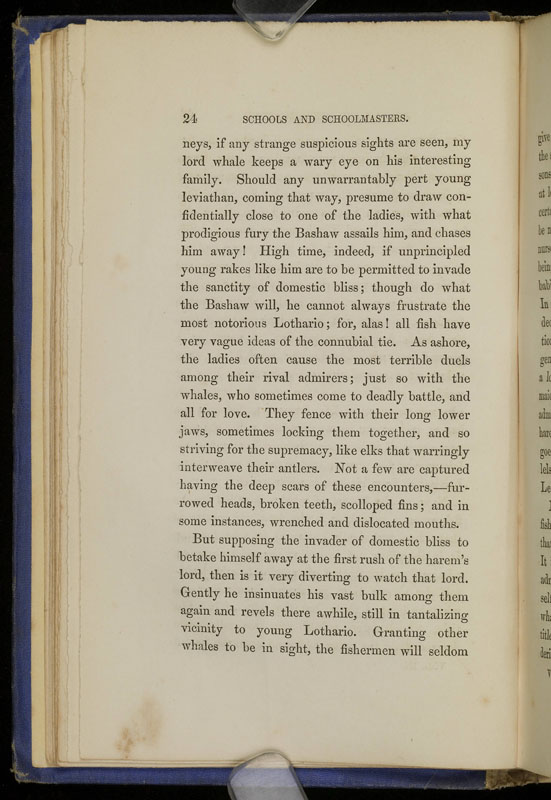 24 SCHOOLS AND SCHOOLMASTERS.
neys, if any strange suspicious sights are seen, my
lord whale keeps a wary eye on his interesting
family. Should any unwarrantably pert young
leviathan, coming that way, presume to draw con-
fidentially close to one of the ladies, with what
prodigious fury the Bashaw assails him, and chases
him away! High time, indeed, if unprincipled
young rakes like him are to be permitted to invade
the sanctity of domestic bliss; though do what
the Bashaw will, he cannot always frustrate the
most notorious Lothario; for, alas! all fish have
very vague ideas of the connubial tie. As ashore,
the ladies often cause the most terrible duels
among their rival admirers; just so with the
whales, who sometimes come to deadly battle, and
all for love. They fence with their long lower
jaws, sometimes locking them together, and so
striving for the supremacy, like elks that warringly
interweave their antlers. Not a few are captured
having the deep scars of these encounters,—fur-
rowed heads, broken teeth, scolloped fins; and in
some instances, wrenched and dislocated mouths.
But supposing the invader of domestic bliss to
betake himself away at the first rush of the harem's
lord, then is it very diverting to watch that lord.
Gently he insinuates his vast bulk among them
again and revels there awhile, still in tantalizing
vicinity to young Lothario. Granting other
whales to be in sight, the fishermen will seldom